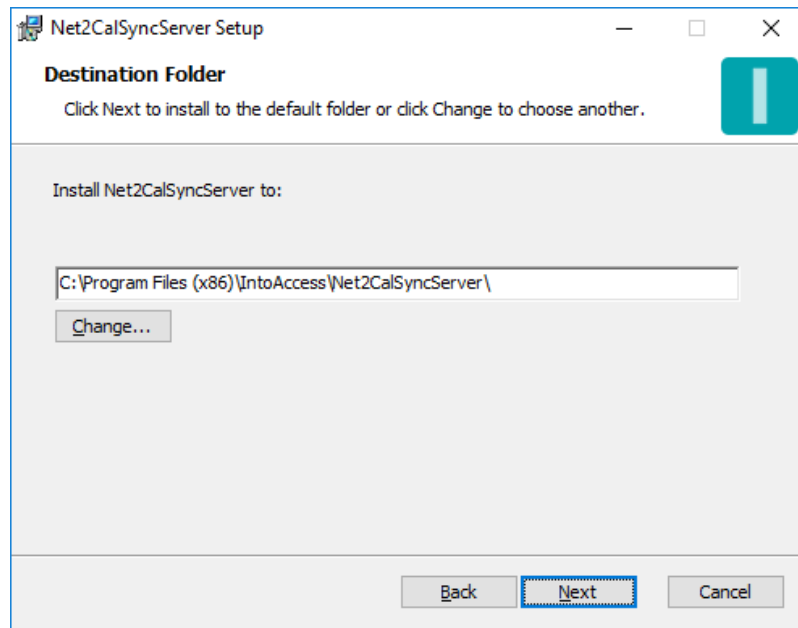 Net2CalSyncServer Setup
Destination Folder
Click Next to install to the default folder or click Change to choose another.
Install Net2CalSyncServer to:
C:\Program Files (x86)\IntoAccess\Net2CalSyncServer\
Change...
Back
Next
Cancel